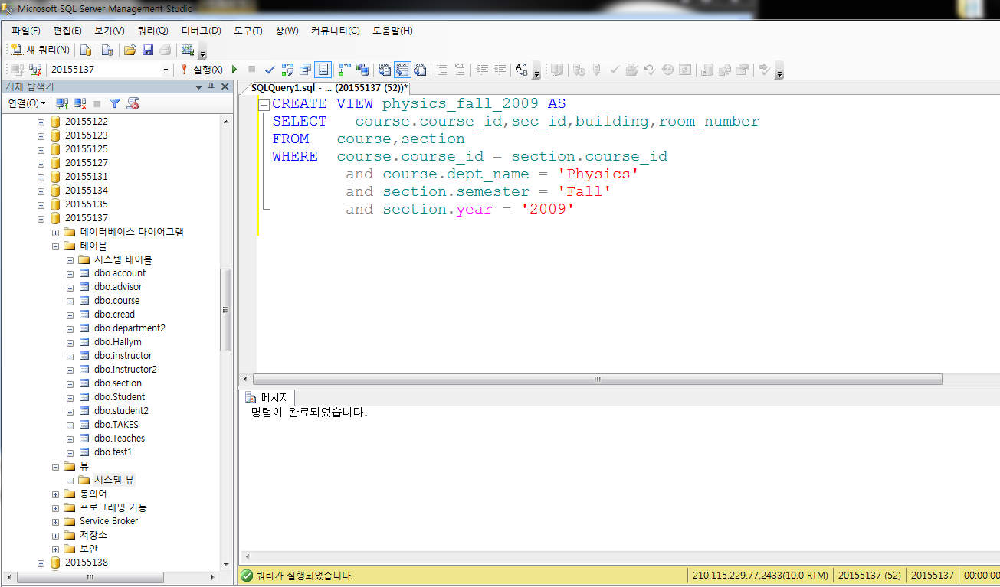 Microsoft SQL Server Management Studio
파일(F) 편집(E) 보기(V) 쿼리(Q) 디버그(D) 도구(T) 창(W) 커뮤니티(C) 도움말(H)
새 쿼리(N)
20155137 실행(X)
개체 탐색기
연결(O)
20155122
20155123
20155125
20155127
20155131
20155134
20155135
20155137
데이터베이스 다이어그램
테이블
시스템 테이블
dbo.account
dbo.advisor
dbo.course
dbo.cread
dbo.department2
dbo.Hallym
dbo.instructor
dbo.instructor2
dbo.section
dbo.Student
dbo.student2
dbo.TAKES
dbo.Teaches
dbo.test1
뷰
시스템 뷰
동의어
프로그래밍 기능
Service Broker
저장소
보안
20155138
SQLQuery1.sql - ... (20155137 (52))*
CREATE VIEW physics_fall_2009 AS
SELECT course.course_id,sec_id,building,room_number
FROM course,section
WHERE course.course_id = section.course_id
and course.dept_name = 'Physics'
and section.semester = 'Fall'
and section.year = '2009'
메시지
명령이 완료되었습니다.
쿼리가 실행되었습니다. 210.115.229.77,2433(10.0 RTM) 20155137 (52) 20155137 00:00:00